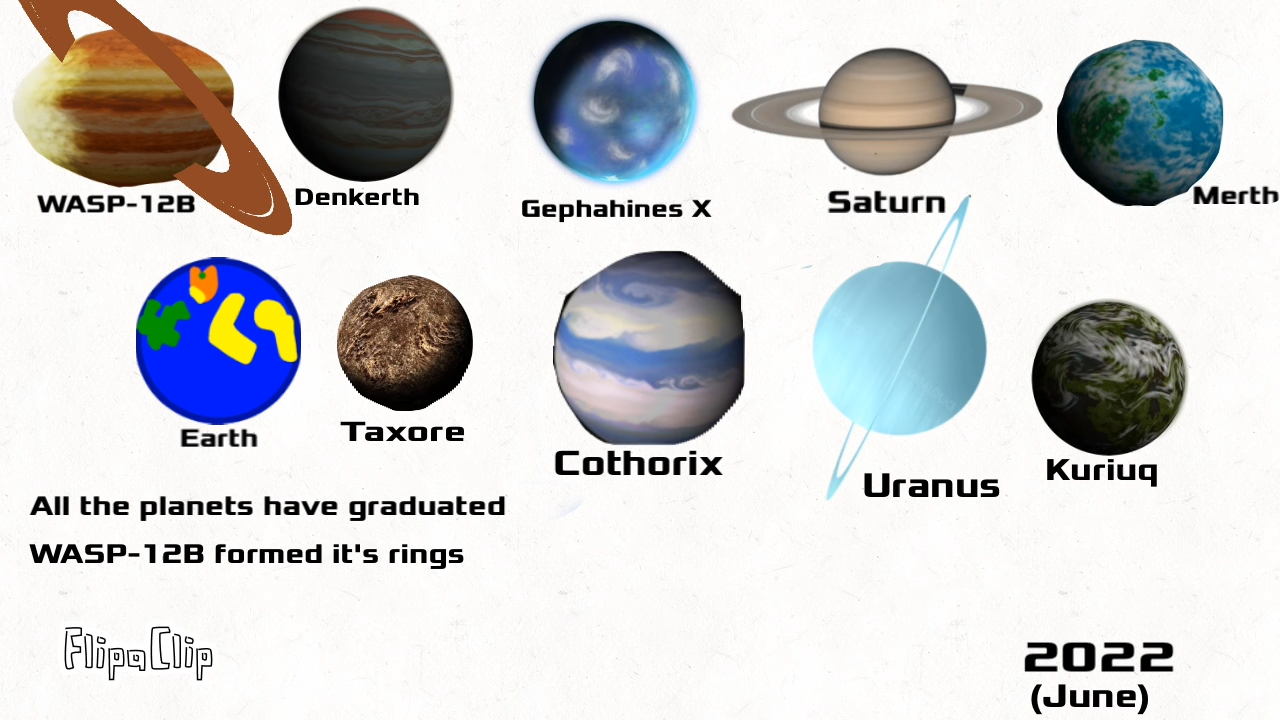 WASP-12B
Denkerth
Gephahines X
Saturn
Merth
Earth
Taxore
Cothorix
Uranus
Kuriuq
All the planets have graduated
WASP-12B formed it's rings
FlipaClip
2022
(June)